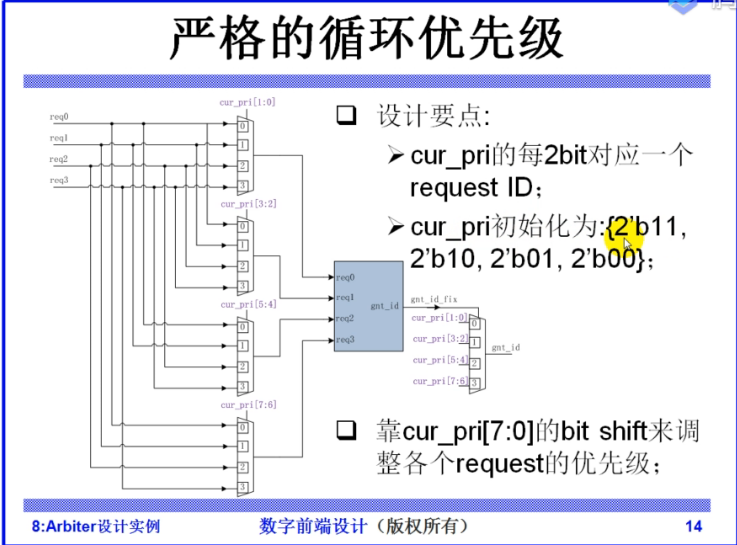 严格的循环优先级
cur_pri[1:0]
req0
req1
req2
req3
0
1
2
3
cur_pri[3:2]
0
1
2
3
cur_pri[5:4]
0
1
2
3
cur_pri[7:6]
0
1
2
3
req0
req1
req2
req3
gnt_id
gnt_id_fix
cur_pri[1:0]
cur_pri[3:2]
cur_pri[5:4]
cur_pri[7:6]
0
1
2
3
gnt_id
设计要点:
cur_pri的每2bit对应一个
request ID；
cur_pri初始化为:{2'b11,
2'b10, 2'b01, 2'b00}；
靠cur_pri[7:0]的bit shift来调
整各个request的优先级；
8:Arbiter设计实例
数字前端设计（版权所有）
14